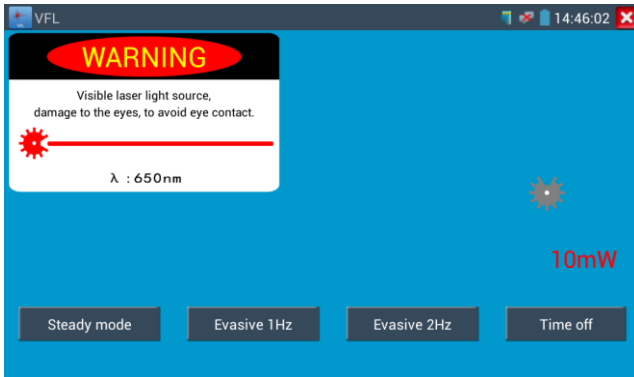 VFL
14:46:02
WARNING
Visible laser light source,
damage to the eyes, to avoid eye contact.
λ :650nm
10mW
Steady mode
Evasive 1Hz
Evasive 2Hz
Time off